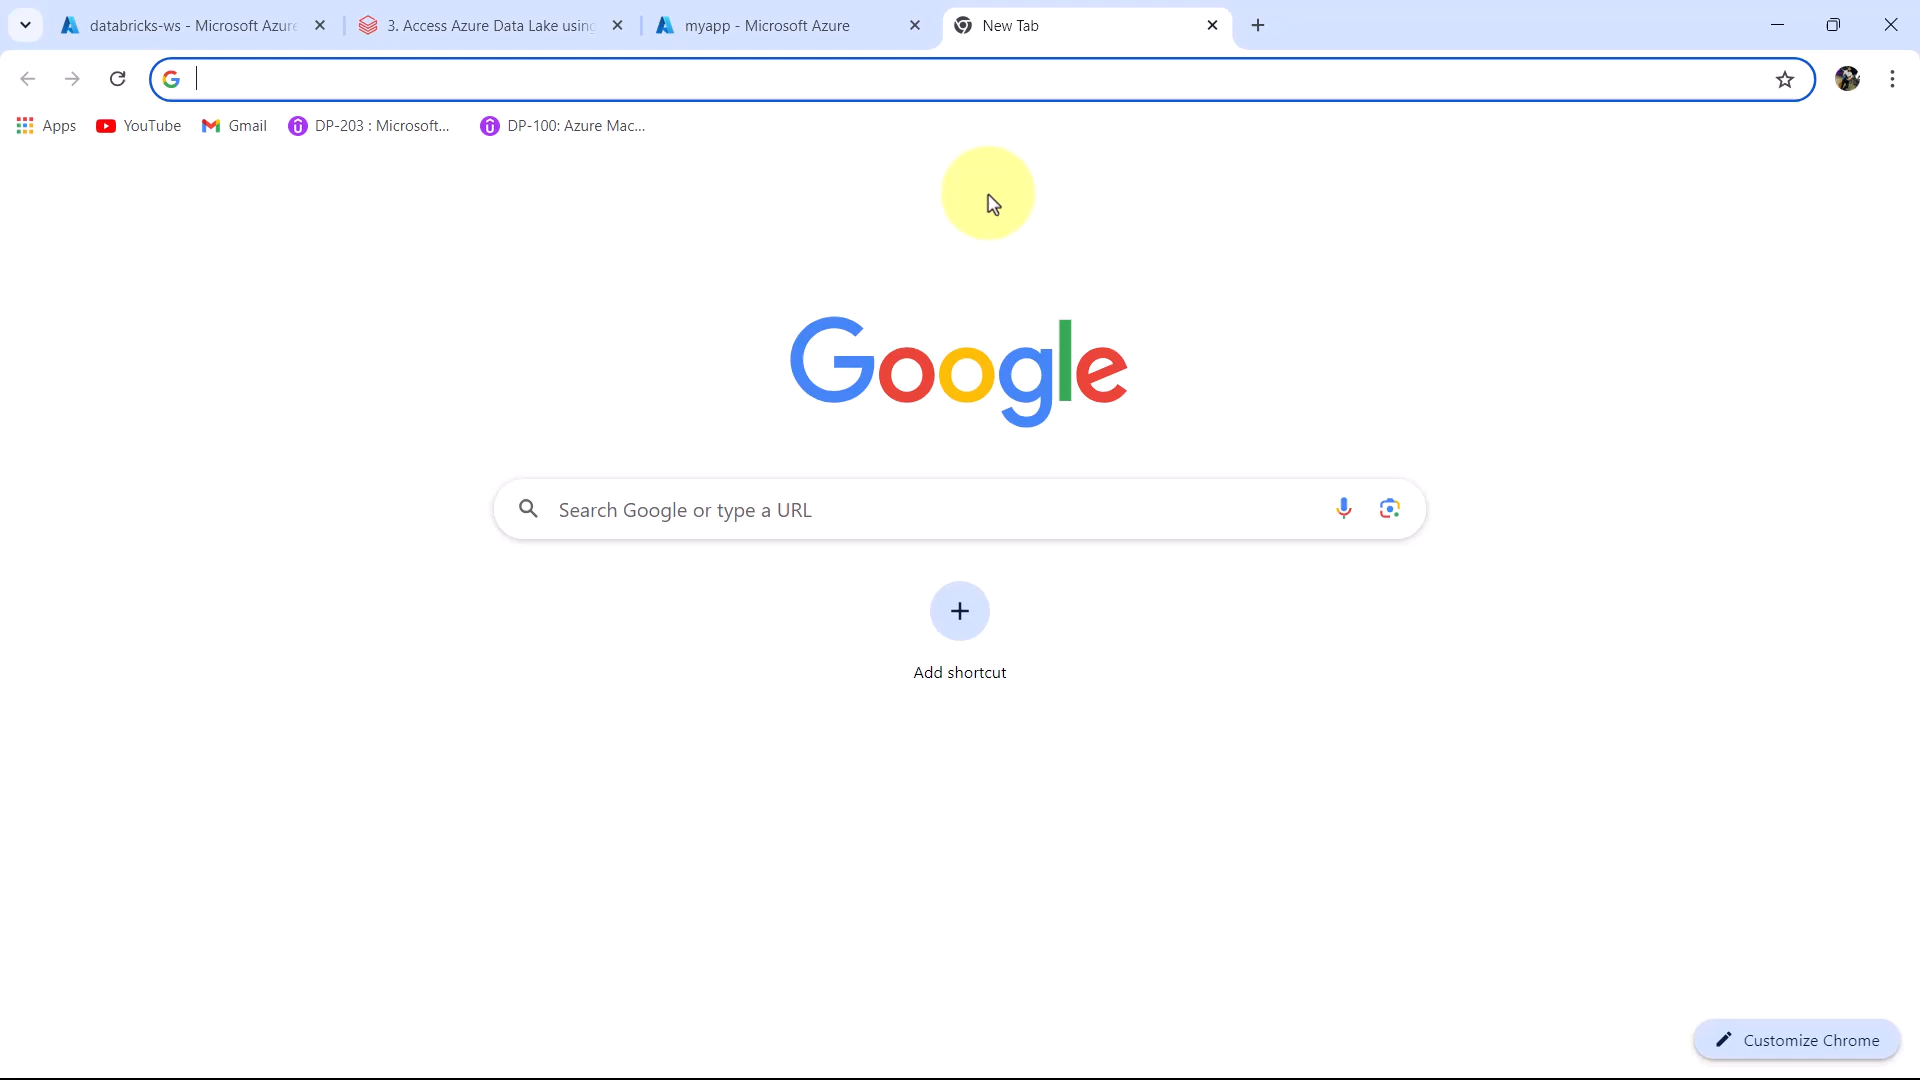 databricks-ws - Microsoft Azure
3. Access Azure Data Lake using
myapp - Microsoft Azure
New Tab
Apps
YouTube
Gmail
DP-203 : Microsoft...
DP-100: Azure Mac...
Google
Search Google or type a URL
Add shortcut
Customize Chrome